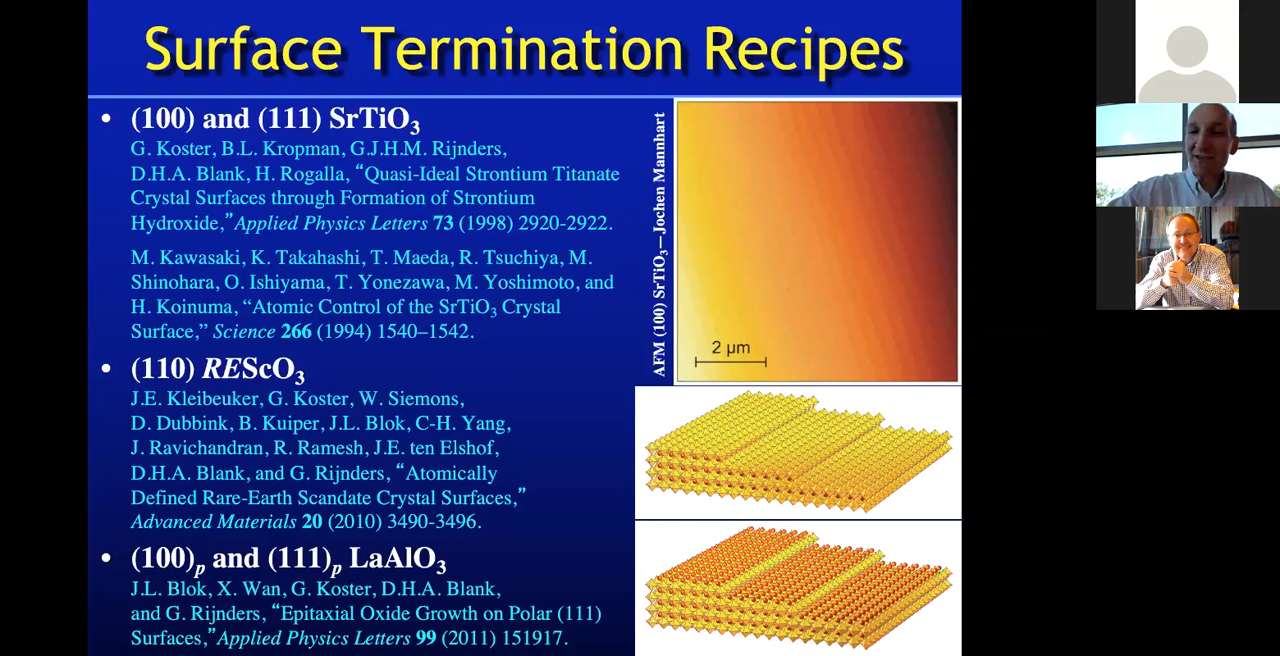 Surface Termination Recipes
• (100) and (111) SrTiO3
G. Koster, B.L. Kropman, G.J.H.M. Rijnders,
D.H.A. Blank, H. Rogalla, “Quasi-Ideal Strontium Titanate
Crystal Surfaces through Formation of Strontium
Hydroxide,” Applied Physics Letters 73 (1998) 2920-2922.
M. Kawasaki, K. Takahashi, T. Maeda, R. Tsuchiya, M.
Shinohara, O. Ishiyama, T. Yonezawa, M. Yoshimoto, and
H. Koinuma, “Atomic Control of the SrTiO3 Crystal
Surface,” Science 266 (1994) 1540–1542.
• (110) REScO3
J.E. Kleibeuker, G. Koster, W. Siemons,
D. Dubbink, B. Kuiper, J.L. Blok, C-H. Yang,
J. Ravichandran, R. Ramesh, J.E. ten Elshof,
D.H.A. Blank, and G. Rijnders, “Atomically
Defined Rare-Earth Scandate Crystal Surfaces,”
Advanced Materials 20 (2010) 3490-3496.
• (100)p and (111)p LaAlO3
J.L. Blok, X. Wan, G. Koster, D.H.A. Blank,
and G. Rijnders, “Epitaxial Oxide Growth on Polar (111)
Surfaces,” Applied Physics Letters 99 (2011) 151917.
AFM (100) SrTiO3—Jochen Mannhart
2 µm